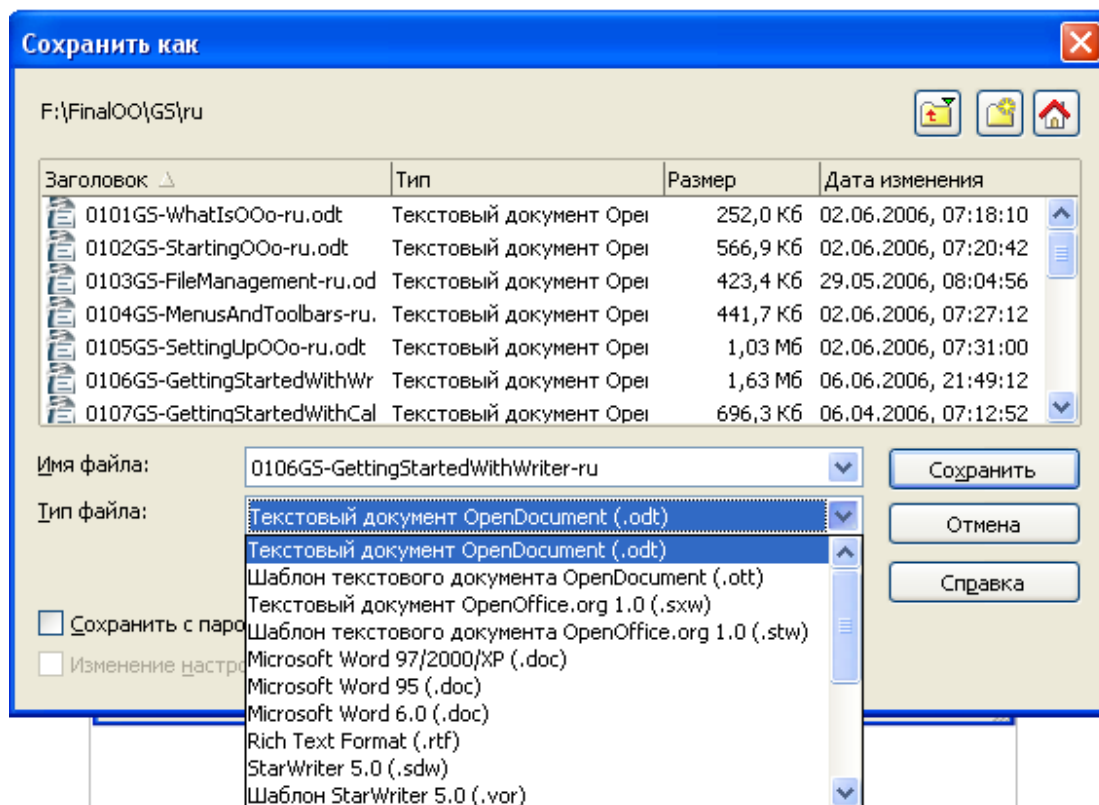 Сохранить как
F:\FinalOO\GS\ru
Заголовок Тип Размер Дата изменения
0101GS-WhatIsOOo-ru.odt Текстовый документ Oper 252,0 Кб 02.06.2006, 07:18:10
0102GS-StartingOOo-ru.odt Текстовый документ Oper 566,9 Кб 02.06.2006, 07:20:42
0103GS-FileManagement-ru.od Текстовый документ Oper 423,4 Кб 29.05.2006, 08:04:56
0104GS-MenusAndToolbars-ru. Текстовый документ Oper 441,7 Кб 02.06.2006, 07:27:12
0105GS-SettingUpOOo-ru.odt Текстовый документ Oper 1,03 Мб 02.06.2006, 07:31:00
0106GS-GettingStartedWithWr Текстовый документ Oper 1,63 Мб 06.06.2006, 21:49:12
0107GS-GettingStartedWithCal Текстовый документ Oper 696,3 Кб 06.04.2006, 07:12:52
Имя файла: 0106GS-GettingStartedWithWriter-ru Сохранить
Тип файла: Текстовый документ OpenDocument (.odt) Отмена
Текстовый документ OpenDocument (.odt)
Шаблон текстового документа OpenDocument (.ott) Справка
Текстовый документ OpenOffice.org 1.0 (.sxw)
Сохранить с паро Шаблон текстового документа OpenOffice.org 1.0 (.stw)
Изменение настро Microsoft Word 97/2000/XP (.doc)
Microsoft Word 95 (.doc)
Microsoft Word 6.0 (.doc)
Rich Text Format (.rtf)
StarWriter 5.0 (.sdw)
Шаблон StarWriter 5.0 (.vor)